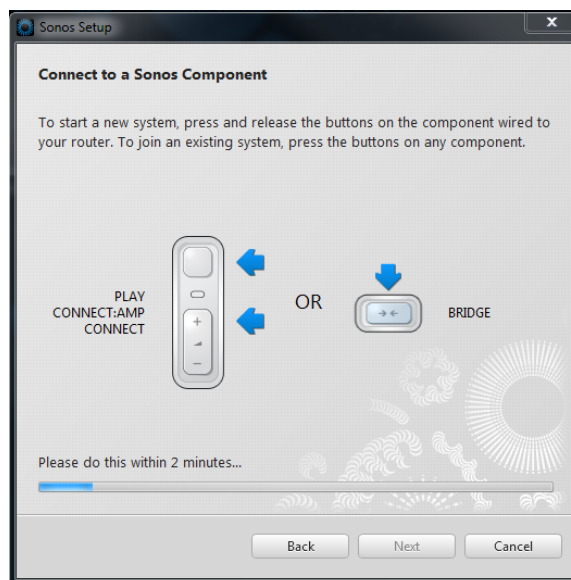 Sonos Setup
Connect to a Sonos Component
To start a new system, press and release the buttons on the component wired to
your router. To join an existing system, press the buttons on any component.
PLAY
CONNECT:AMP
CONNECT
OR
BRIDGE
Please do this within 2 minutes...
Back
Next
Cancel